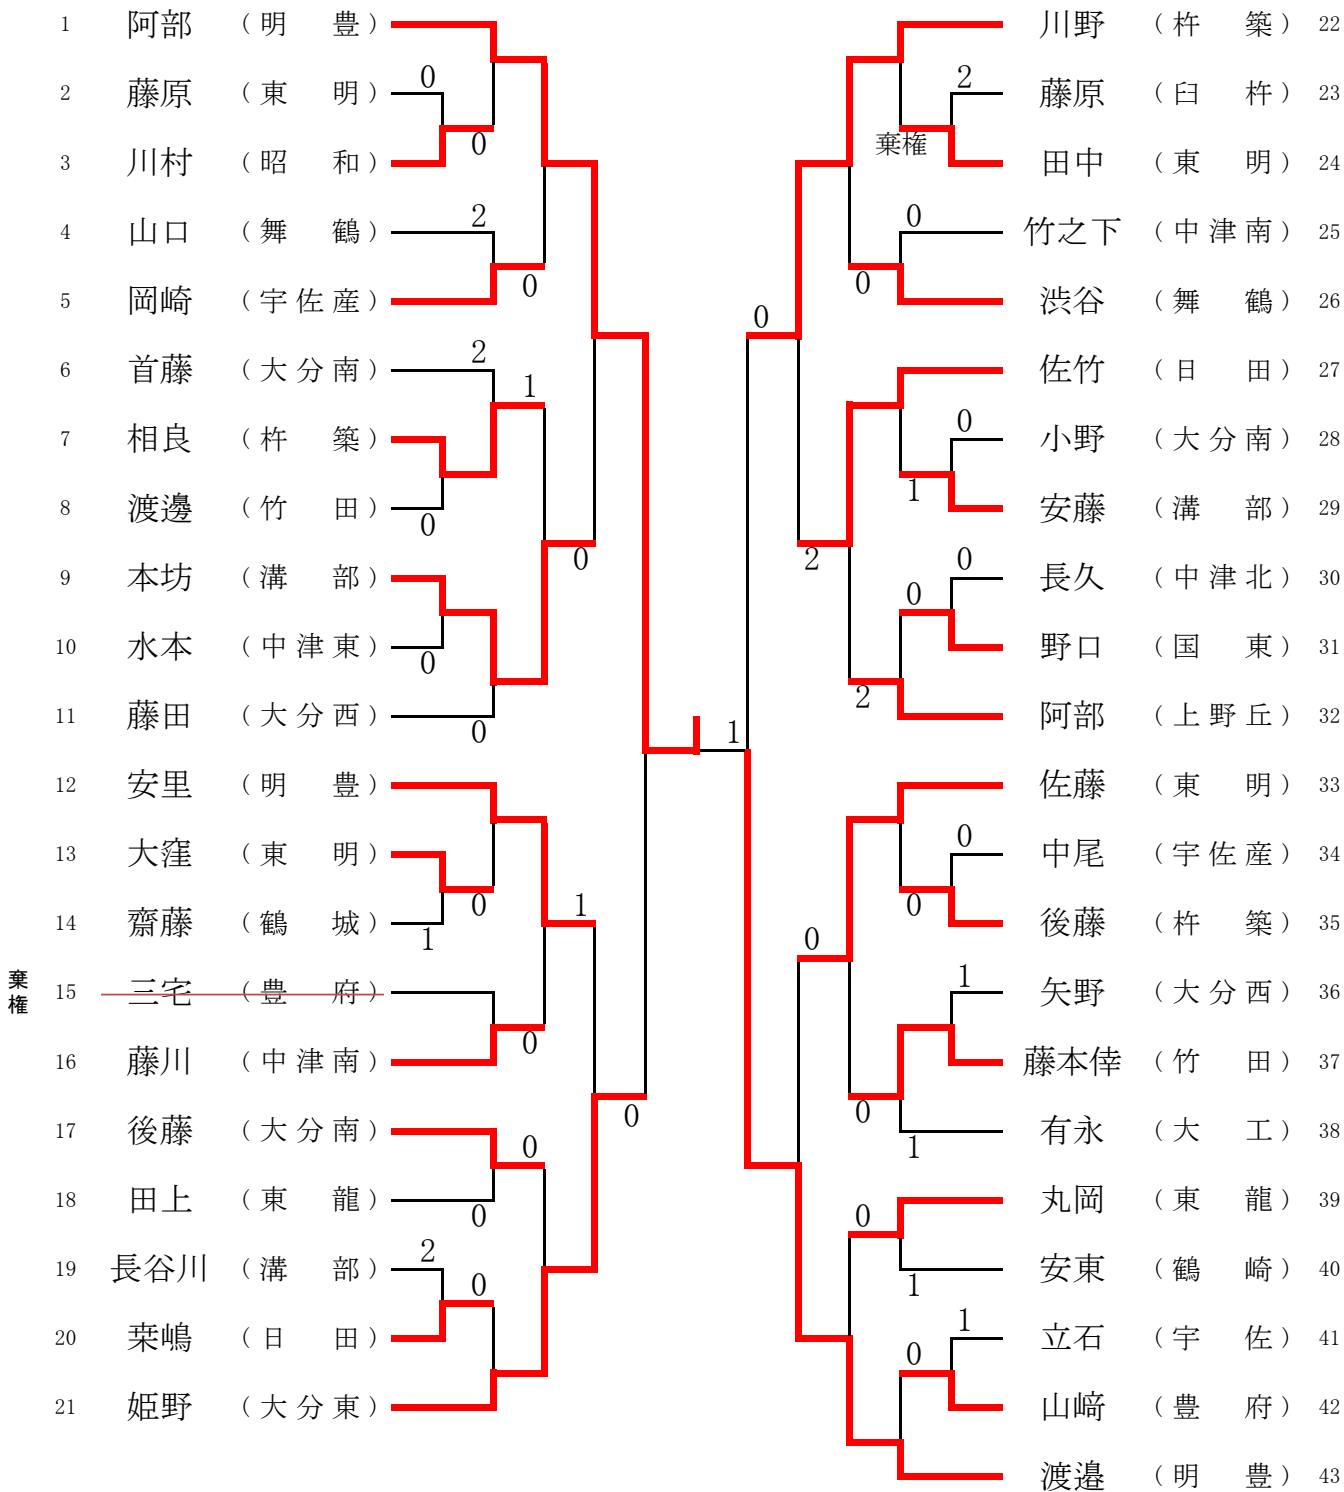 1 阿部 （明 豊）
2 藤原 （東 明） 0
0
3 川村 （昭 和）
4 山口 （舞 鶴） 2
0
5 岡崎 （宇佐産）
6 首藤 （大分南） 2
1
7 相良 （杵 築）
8 渡邊 （竹 田） 0
0
9 本坊 （溝 部）
10 水本 （中津東） 0
11 藤田 （大分西） 0
12 安里 （明 豊）
13 大窪 （東 明）
0 1
14 齋藤 （鶴 城） 1
棄権 15 三宅 （豊 府）
0
16 藤川 （中津南）
0
17 後藤 （大分南）
0
18 田上 （東 龍） 0
19 長谷川 （溝 部） 2
0
20 桒嶋 （日 田）
21 姫野 （大分東）
1
川野 （杵 築） 22
2 藤原 （臼 杵） 23
棄権
田中 （東 明） 24
0 竹之下 （中津南） 25
0
渋谷 （舞 鶴） 26
0
佐竹 （日 田） 27
0 小野 （大分南） 28
1
安藤 （溝 部） 29
2
0 長久 （中津北） 30
0
野口 （国 東） 31
2
阿部 （上野丘） 32
佐藤 （東 明） 33
0 中尾 （宇佐産） 34
0
後藤 （杵 築） 35
0
1 矢野 （大分西） 36
藤本倖 （竹 田） 37
0
1 有永 （大 工） 38
丸岡 （東 龍） 39
0
1 安東 （鶴 崎） 40
1 立石 （宇 佐） 41
0
山﨑 （豊 府） 42
渡邉 （明 豊） 43